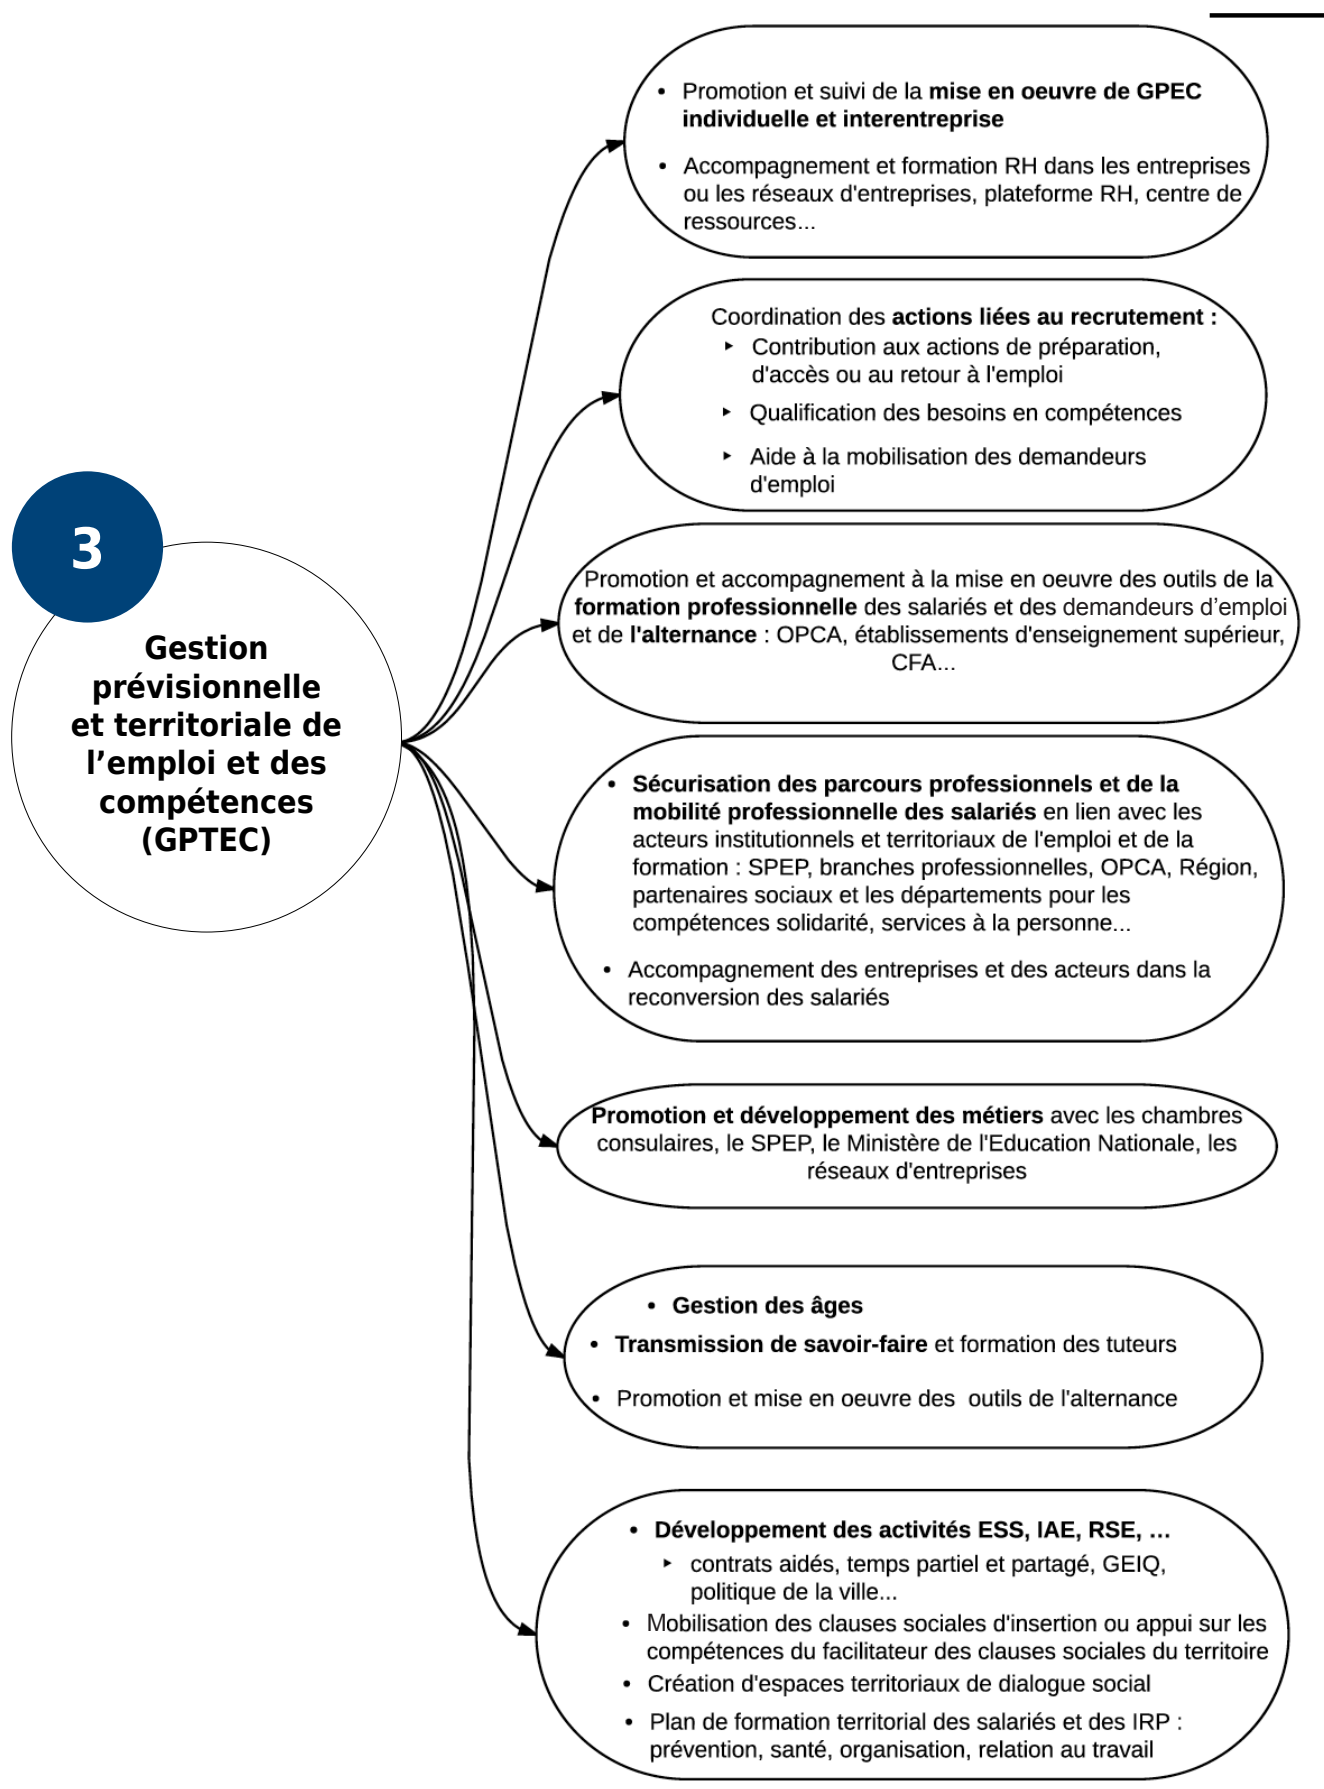 • Promotion et suivi de la mise en oeuvre de GPEC
individuelle et interentreprise
• Accompagnement et formation RH dans les entreprises
ou les réseaux d'entreprises, plateforme RH, centre de
ressources...
Coordination des actions liées au recrutement :
‣ Contribution aux actions de préparation,
d'accès ou au retour à l'emploi
‣ Qualification des besoins en compétences
‣ Aide à la mobilisation des demandeurs
d'emploi
3
Gestion
prévisionnelle
et territoriale de
l’emploi et des
compétences
(GPTEC)
Promotion et accompagnement à la mise en oeuvre des outils de la
formation professionnelle des salariés et des demandeurs d’emploi
et de l'alternance : OPCA, établissements d'enseignement supérieur,
CFA...
• Sécurisation des parcours professionnels et de la
mobilité professionnelle des salariés en lien avec les
acteurs institutionnels et territoriaux de l'emploi et de la
formation : SPEP, branches professionnelles, OPCA, Région,
partenaires sociaux et les départements pour les
compétences solidarité, services à la personne...
• Accompagnement des entreprises et des acteurs dans la
reconversion des salariés
Promotion et développement des métiers avec les chambres
consulaires, le SPEP, le Ministère de l'Education Nationale, les
réseaux d'entreprises
• Gestion des âges
• Transmission de savoir-faire et formation des tuteurs
• Promotion et mise en oeuvre des outils de l'alternance
• Développement des activités ESS, IAE, RSE, ...
‣ contrats aidés, temps partiel et partagé, GEIQ,
politique de la ville...
• Mobilisation des clauses sociales d'insertion ou appui sur les
compétences du facilitateur des clauses sociales du territoire
• Création d'espaces territoriaux de dialogue social
• Plan de formation territorial des salariés et des IRP :
prévention, santé, organisation, relation au travail